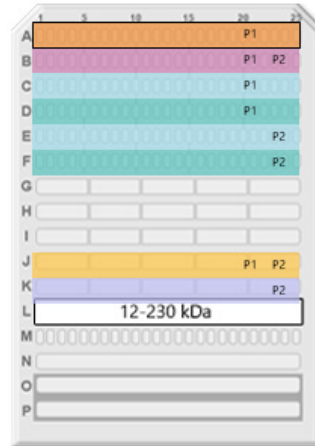 1 5 10 15 20 25
A P1
B P1 P2
C P1
D P1
E P2
F P2
G
H
I
J P1 P2
K P2
L 12-230 kDa
M
N
O
P